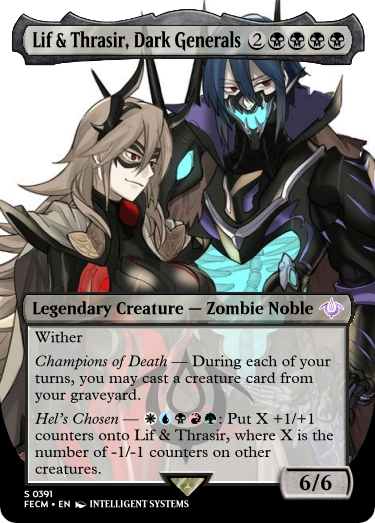 Lif & Thrasir, Dark Generals 2
Legendary Creature — Zombie Noble
Wither
Champions of Death — During each of your
turns, you may cast a creature card from
your graveyard.
Hel's Chosen — : Put X +1/+1
counters onto Lif & Thrasir, where X is the
number of -1/-1 counters on other
creatures.
6/6
S 0391
FECM • EN INTELLIGENT SYSTEMS